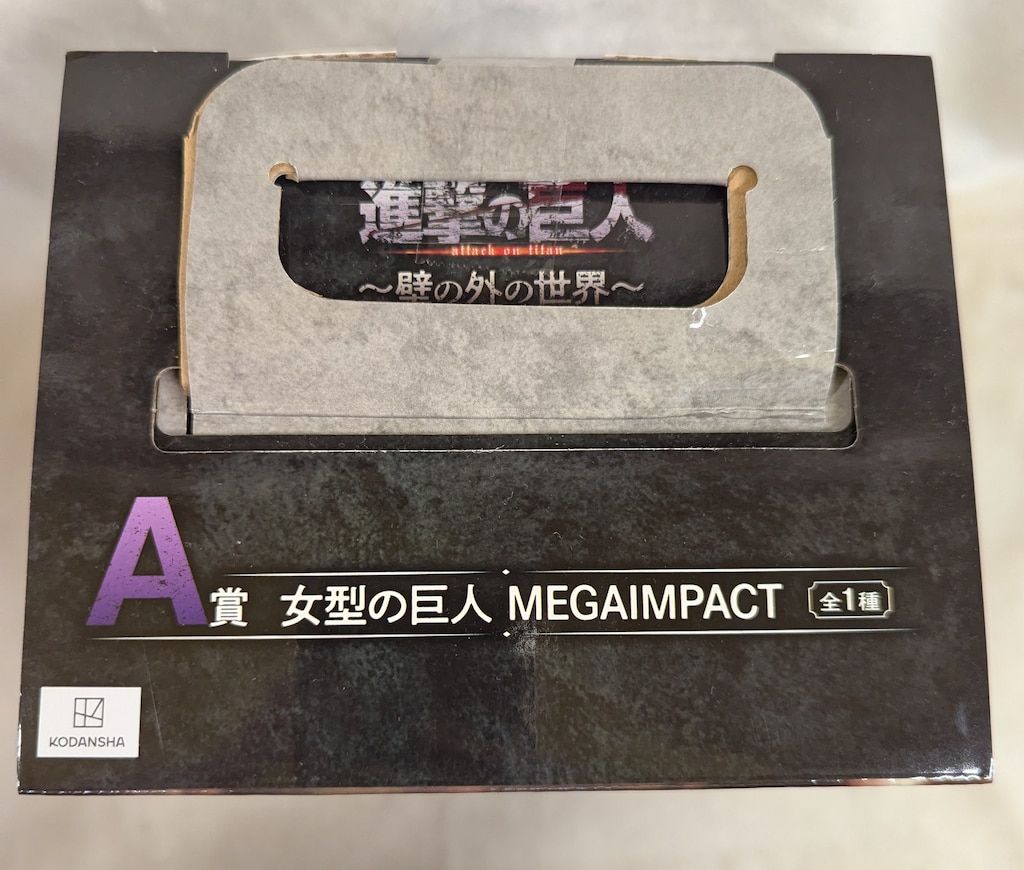 進撃の巨人
attack on titan
～壁の外の世界～
A賞 女型の巨人 MEGAIMPACT 全1種
KODANSHA